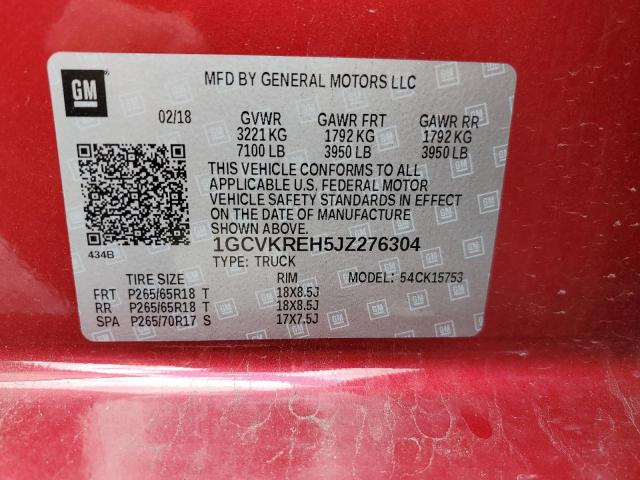 GM ®
MFD BY GENERAL MOTORS LLC
02/18 GVWR GAWR FRT GAWR RR
3221 KG 1792 KG 1792 KG
7100 LB 3950 LB 3950 LB
THIS VEHICLE CONFORMS TO ALL
APPLICABLE U.S. FEDERAL MOTOR
VEHICLE SAFETY STANDARDS IN EFFECT
ON THE DATE OF MANUFACTURE
SHOWN ABOVE.
434B
1GCVKREH5JZ276304
TYPE: TRUCK
TIRE SIZE RIM MODEL: 54CK15753
FRT P265/65R18 T 18X8.5J
RR P265/65R18 T 18X8.5J
SPA P265/70R17 S 17X7.5J